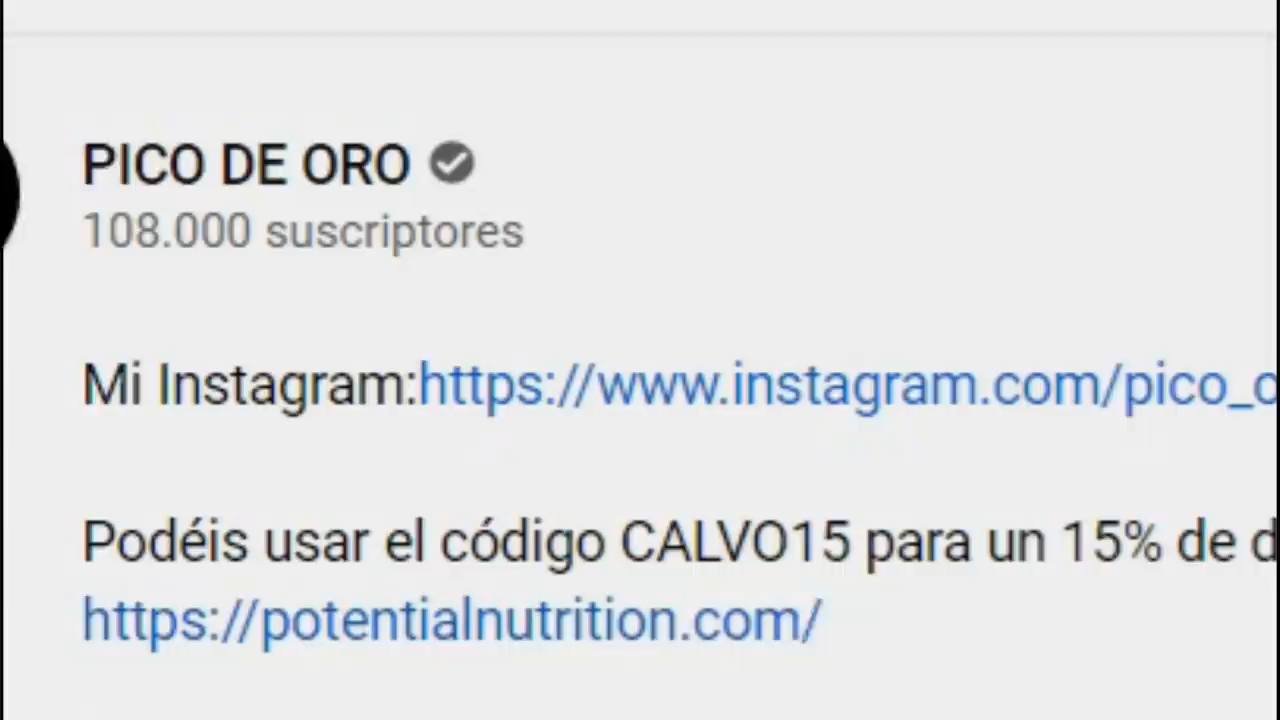 PICO DE ORO
108.000 suscriptores
Mi Instagram:https://www.instagram.com/pico_
Podéis usar el código CALVO15 para un 15% de
https://potentialnutrition.com/